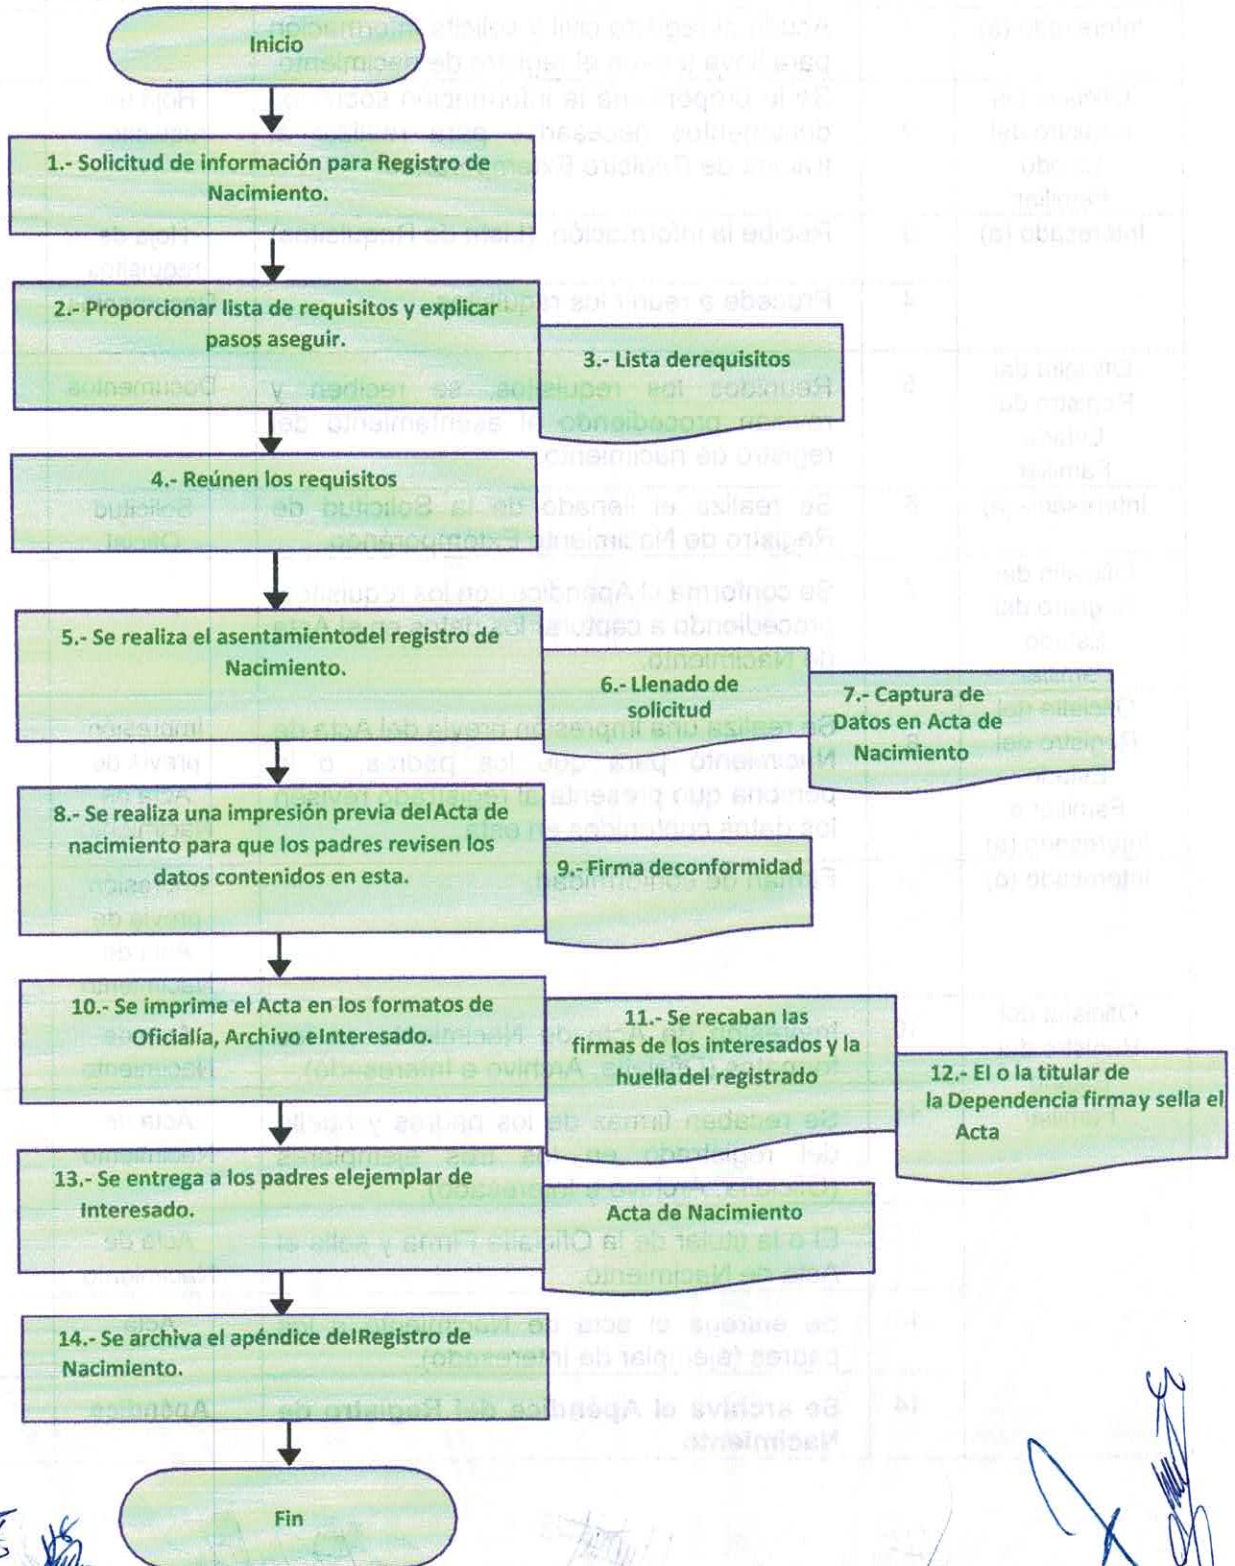 Inicio
1.- Solicitud de información para Registro de
Nacimiento.
2.- Proporcionar lista de requisitos y explicar
pasos aseguir.
3.- Lista derequisitos
4.- Reúnen los requisitos
5.- Se realiza el asentamientodel registro de
Nacimiento.
6.- Llenado de
solicitud
7.- Captura de
Datos en Acta de
Nacimiento
8.- Se realiza una impresión previa delActa de
nacimiento para que los padres revisen los
datos contenidos en esta.
9.- Firma deconformidad
10.- Se imprime el Acta en los formatos de
Oficialía, Archivo eInteresado.
11.- Se recaban las
firmas de los interesados y la
huelladel registrado
12.- El o la titular de
la Dependencia firmay sella el
Acta
13.- Se entrega a los padres elejemplar de
Interesado.
Acta de Nacimiento
14.- Se archiva el apéndice delRegistro de
Nacimiento.
Fin